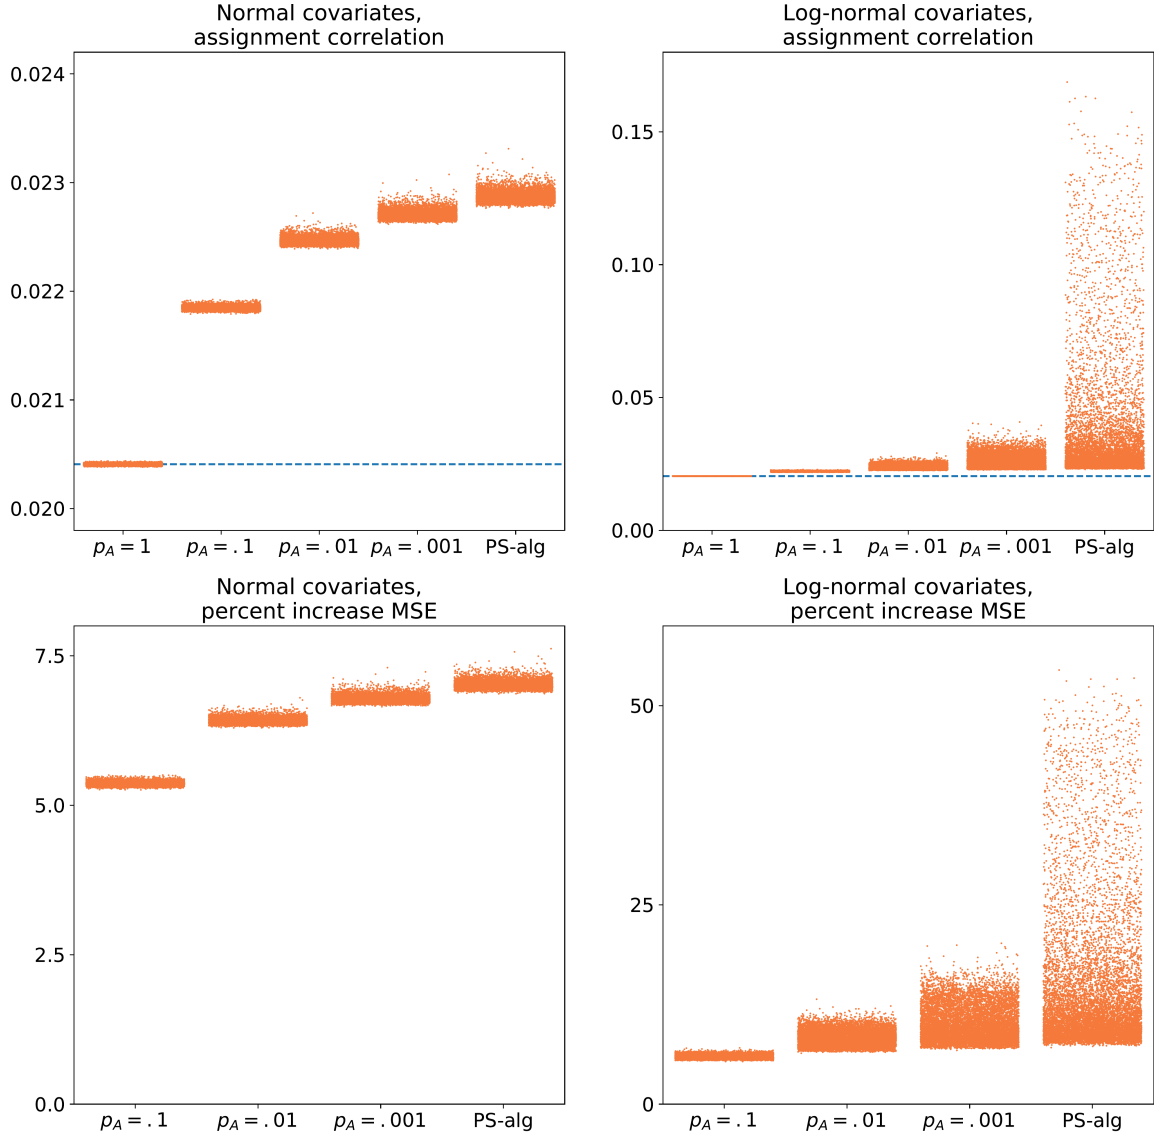 Normal covariates,
assignment correlation
0.024
0.023
0.022
0.021
0.020
p_A = 1
p_A = .1
p_A = .01
p_A = .001
PS-alg
Log-normal covariates,
assignment correlation
0.15
0.10
0.05
0.00
p_A = 1
p_A = .1
p_A = .01
p_A = .001
PS-alg
Normal covariates,
percent increase MSE
7.5
5.0
2.5
0.0
p_A = .1
p_A = .01
p_A = .001
PS-alg
Log-normal covariates,
percent increase MSE
50
25
0
p_A = .1
p_A = .01
p_A = .001
PS-alg